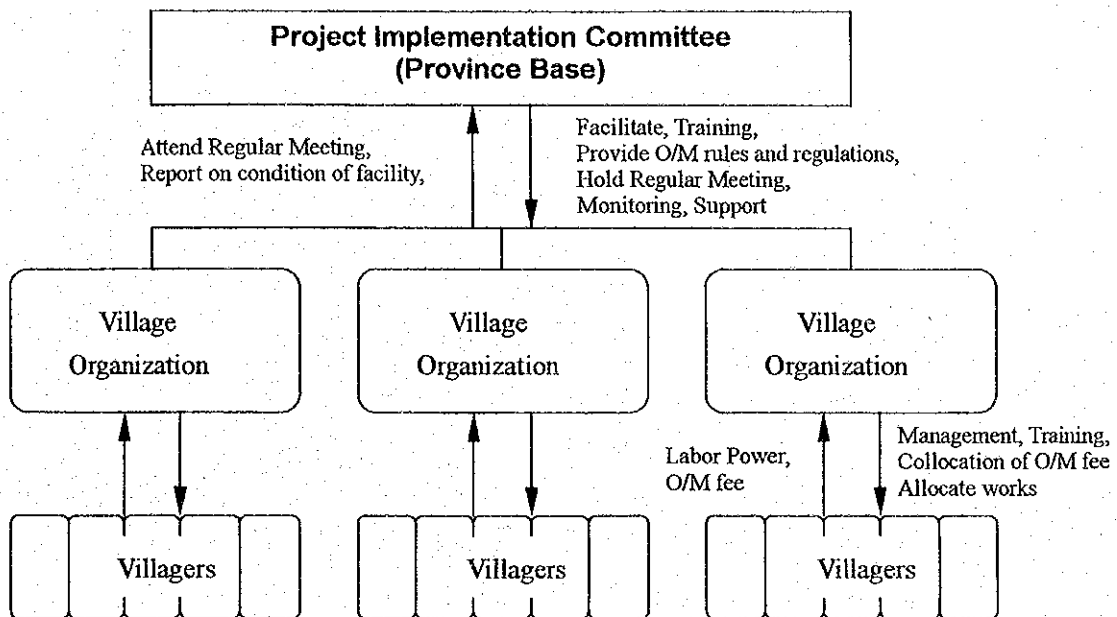 Project Implementation Committee
(Province Base)
Attend Regular Meeting,
Report on condition of facility,
Facilitate, Training,
Provide O/M rules and regulations,
Hold Regular Meeting,
Monitoring, Support
Village
Organization
Village
Organization
Village
Organization
Labor Power,
O/M fee
Management, Training,
Collocation of O/M fee
Allocate works
Villagers
Villagers
Villagers